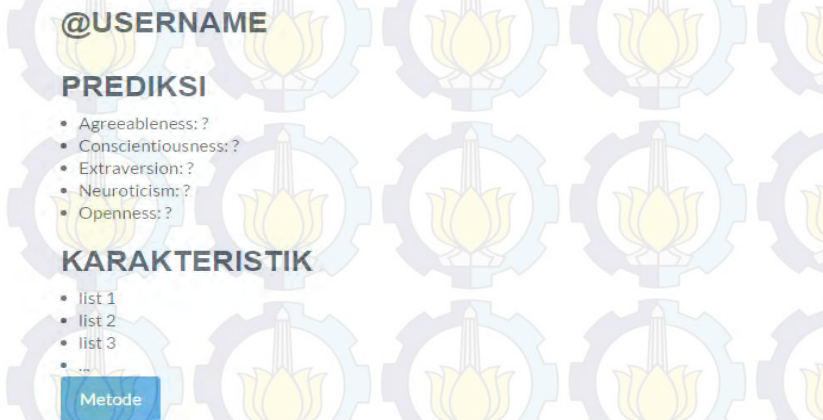 @USERNAME
PREDIKSI
• Agreeableness: ?
• Conscientiousness: ?
• Extraversion: ?
• Neuroticism: ?
• Openness: ?
KARAKTERISTIK
• list 1
• list 2
• list 3
• ...
Metode